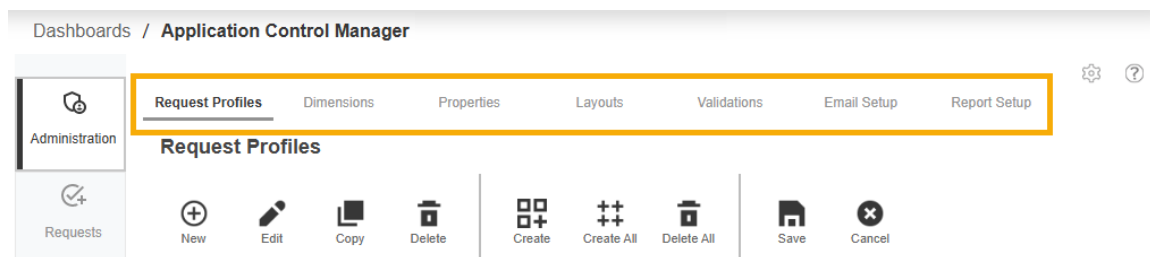 Dashboards / Application Control Manager
Request Profiles Dimensions Properties Layouts Validations Email Setup Report Setup
Administration
Request Profiles
Requests
New Edit Copy Delete Create Create All Delete All Save Cancel